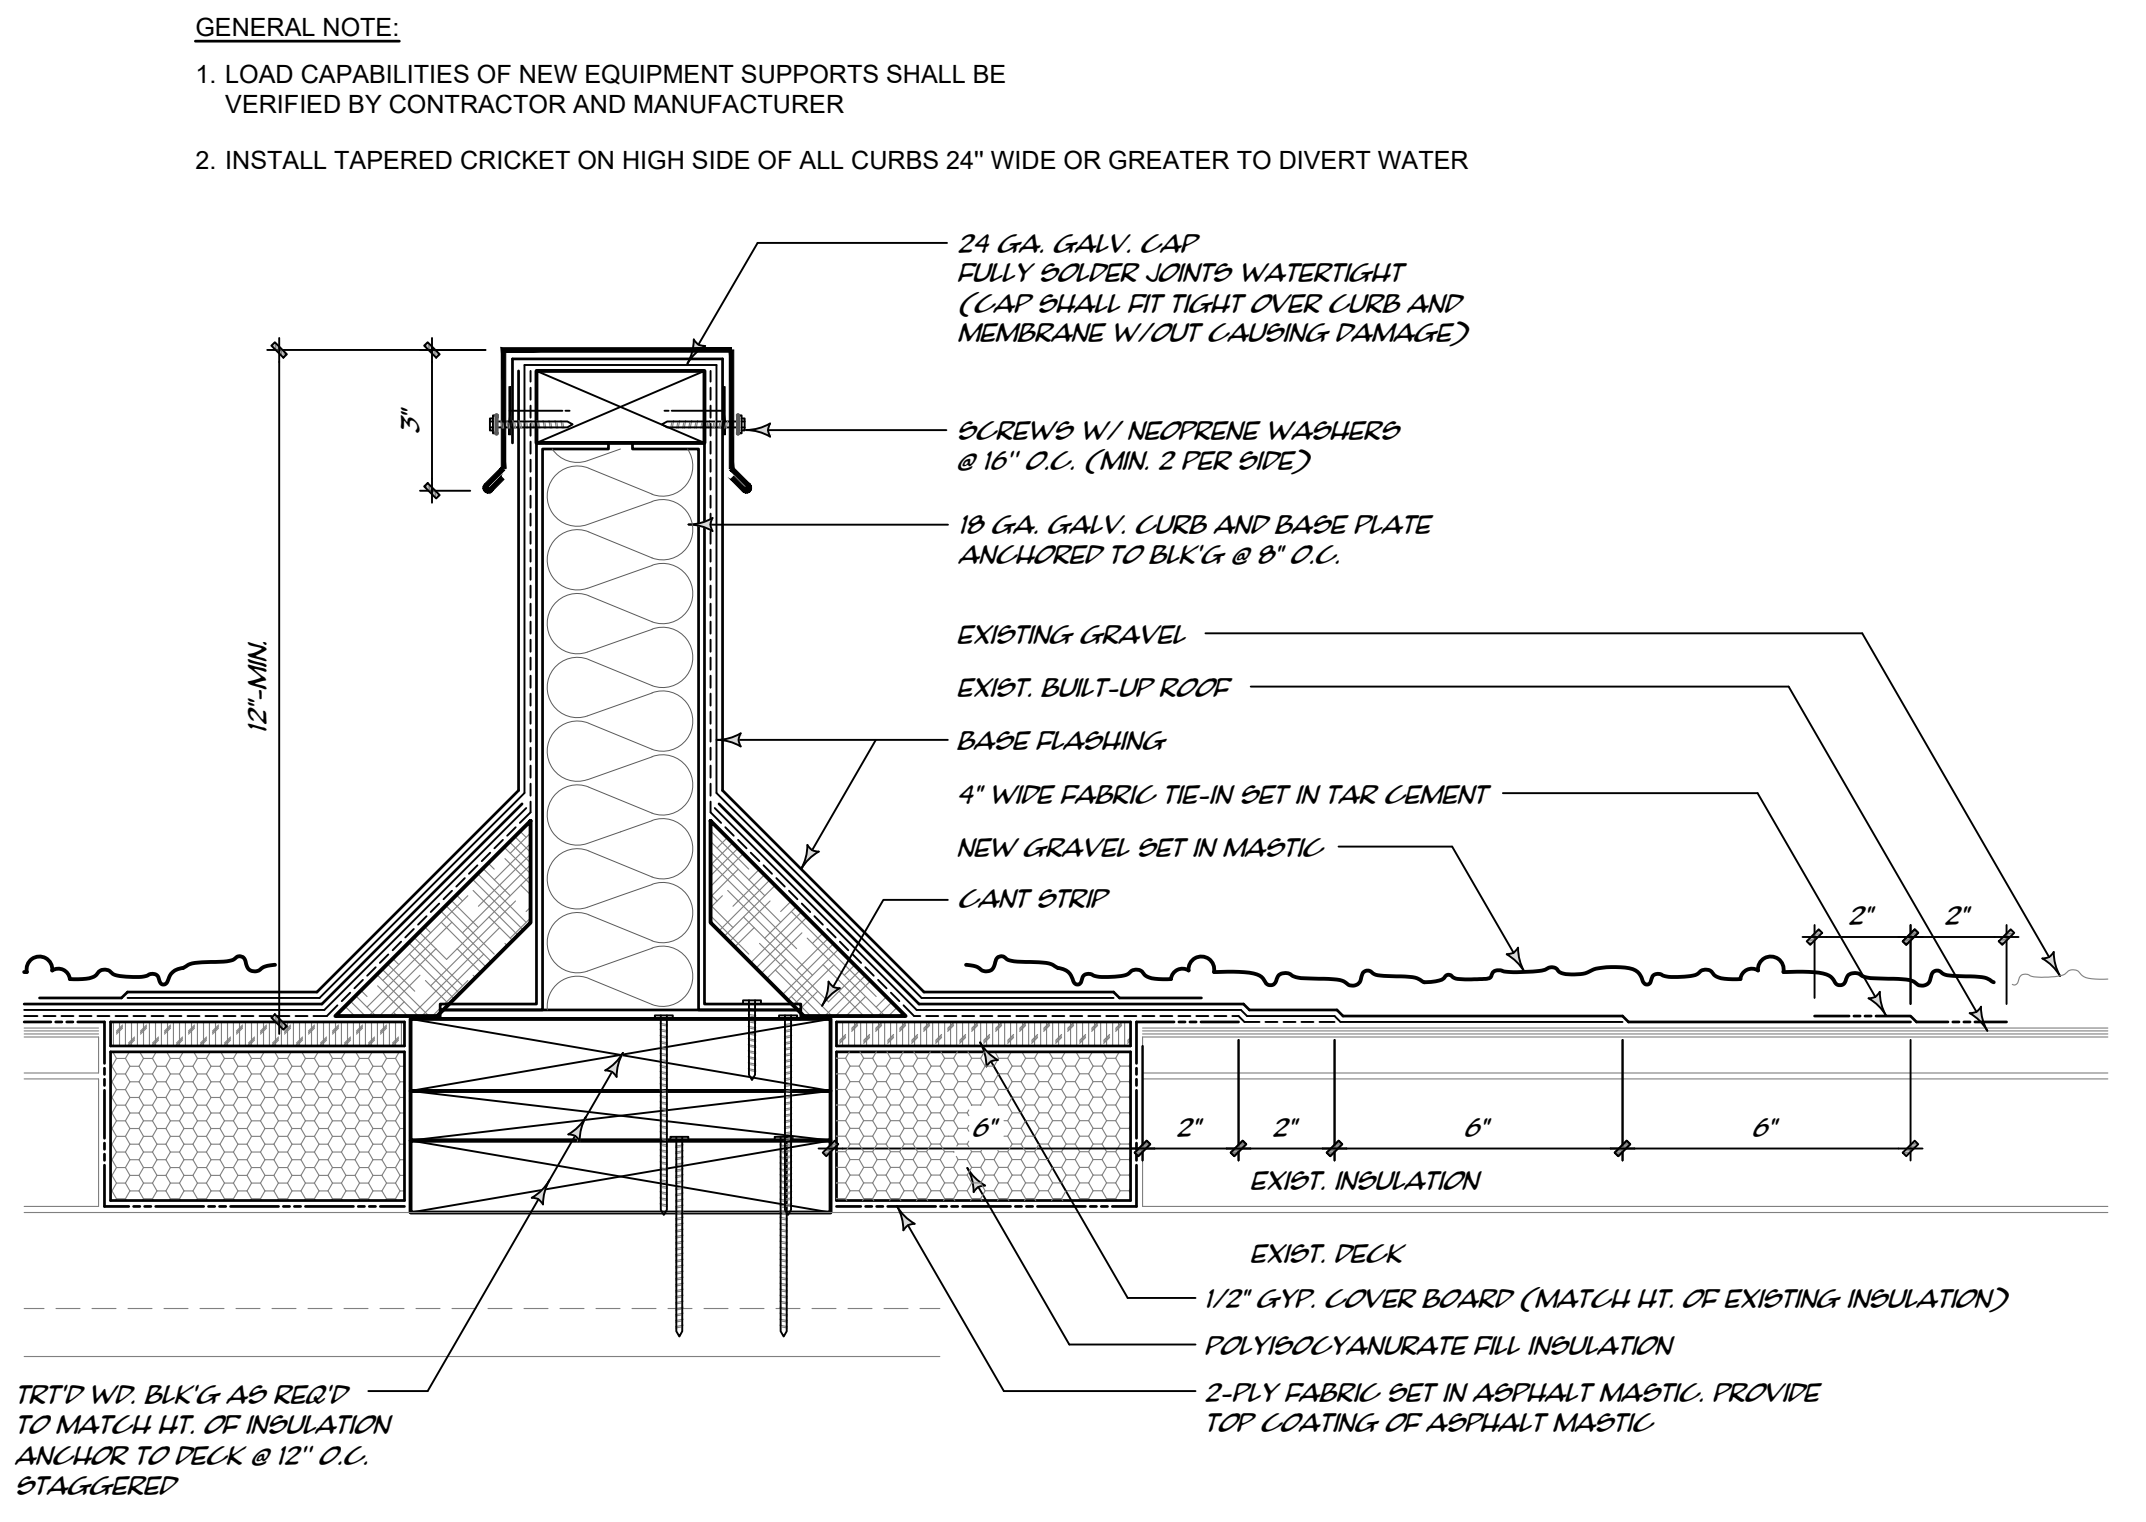 GENERAL NOTE:
1. LOAD CAPABILITIES OF NEW EQUIPMENT SUPPORTS SHALL BE
VERIFIED BY CONTRACTOR AND MANUFACTURER
2. INSTALL TAPERED CRICKET ON HIGH SIDE OF ALL CURBS 24" WIDE OR GREATER TO DIVERT WATER
24 GA. GALV. CAP
FULLY SOLDER JOINTS WATERTIGHT
(CAP SHALL FIT TIGHT OVER CURB AND
MEMBRANE W/OUT CAUSING DAMAGE)
3"
SCREWS W/ NEOPRENE WASHERS
@ 16" O.C. (MIN. 2 PER SIDE)
18 GA. GALV. CURB AND BASE PLATE
ANCHORED TO BLK'G @ 8" O.C.
12"-MIN.
EXISTING GRAVEL
EXIST. BUILT-UP ROOF
BASE FLASHING
4" WIDE FABRIC TIE-IN SET IN TAR CEMENT
NEW GRAVEL SET IN MASTIC
CANT STRIP
2" 2"
6" 2" 2" 6" 6"
EXIST. INSULATION
EXIST. DECK
1/2" GYP. COVER BOARD (MATCH HT. OF EXISTING INSULATION)
POLYISOCYANURATE FILL INSULATION
2-PLY FABRIC SET IN ASPHALT MASTIC. PROVIDE
TOP COATING OF ASPHALT MASTIC
TRT'D WD. BLK'G AS REQ'D
TO MATCH HT. OF INSULATION
ANCHOR TO DECK @ 12" O.C.
STAGGERED